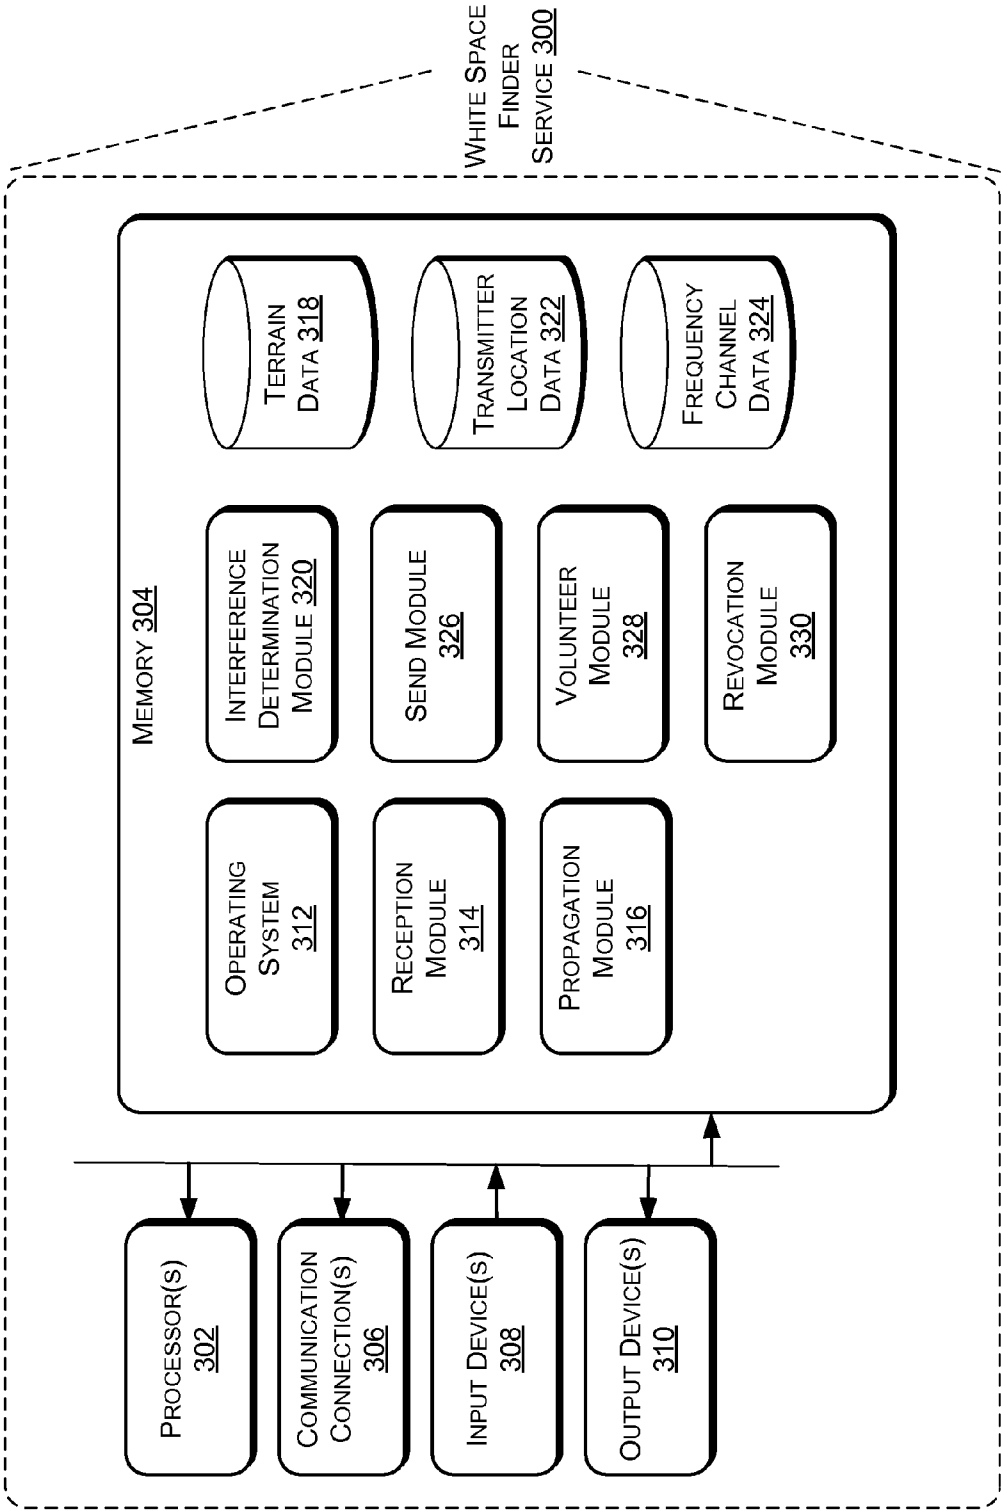 WHITE SPACE
FINDER
SERVICE 300
MEMORY 304
PROCESSOR(S)
302
COMMUNICATION
CONNECTION(S)
306
INPUT DEVICE(S)
308
OUTPUT DEVICE(S)
310
OPERATING
SYSTEM
312
RECEPTION
MODULE
314
PROPAGATION
MODULE
316
INTERFERENCE
DETERMINATION
MODULE 320
SEND MODULE
326
VOLUNTEER
MODULE
328
REVOCATION
MODULE
330
TERRAIN
DATA 318
TRANSMITTER
LOCATION
DATA 322
FREQUENCY
CHANNEL
DATA 324